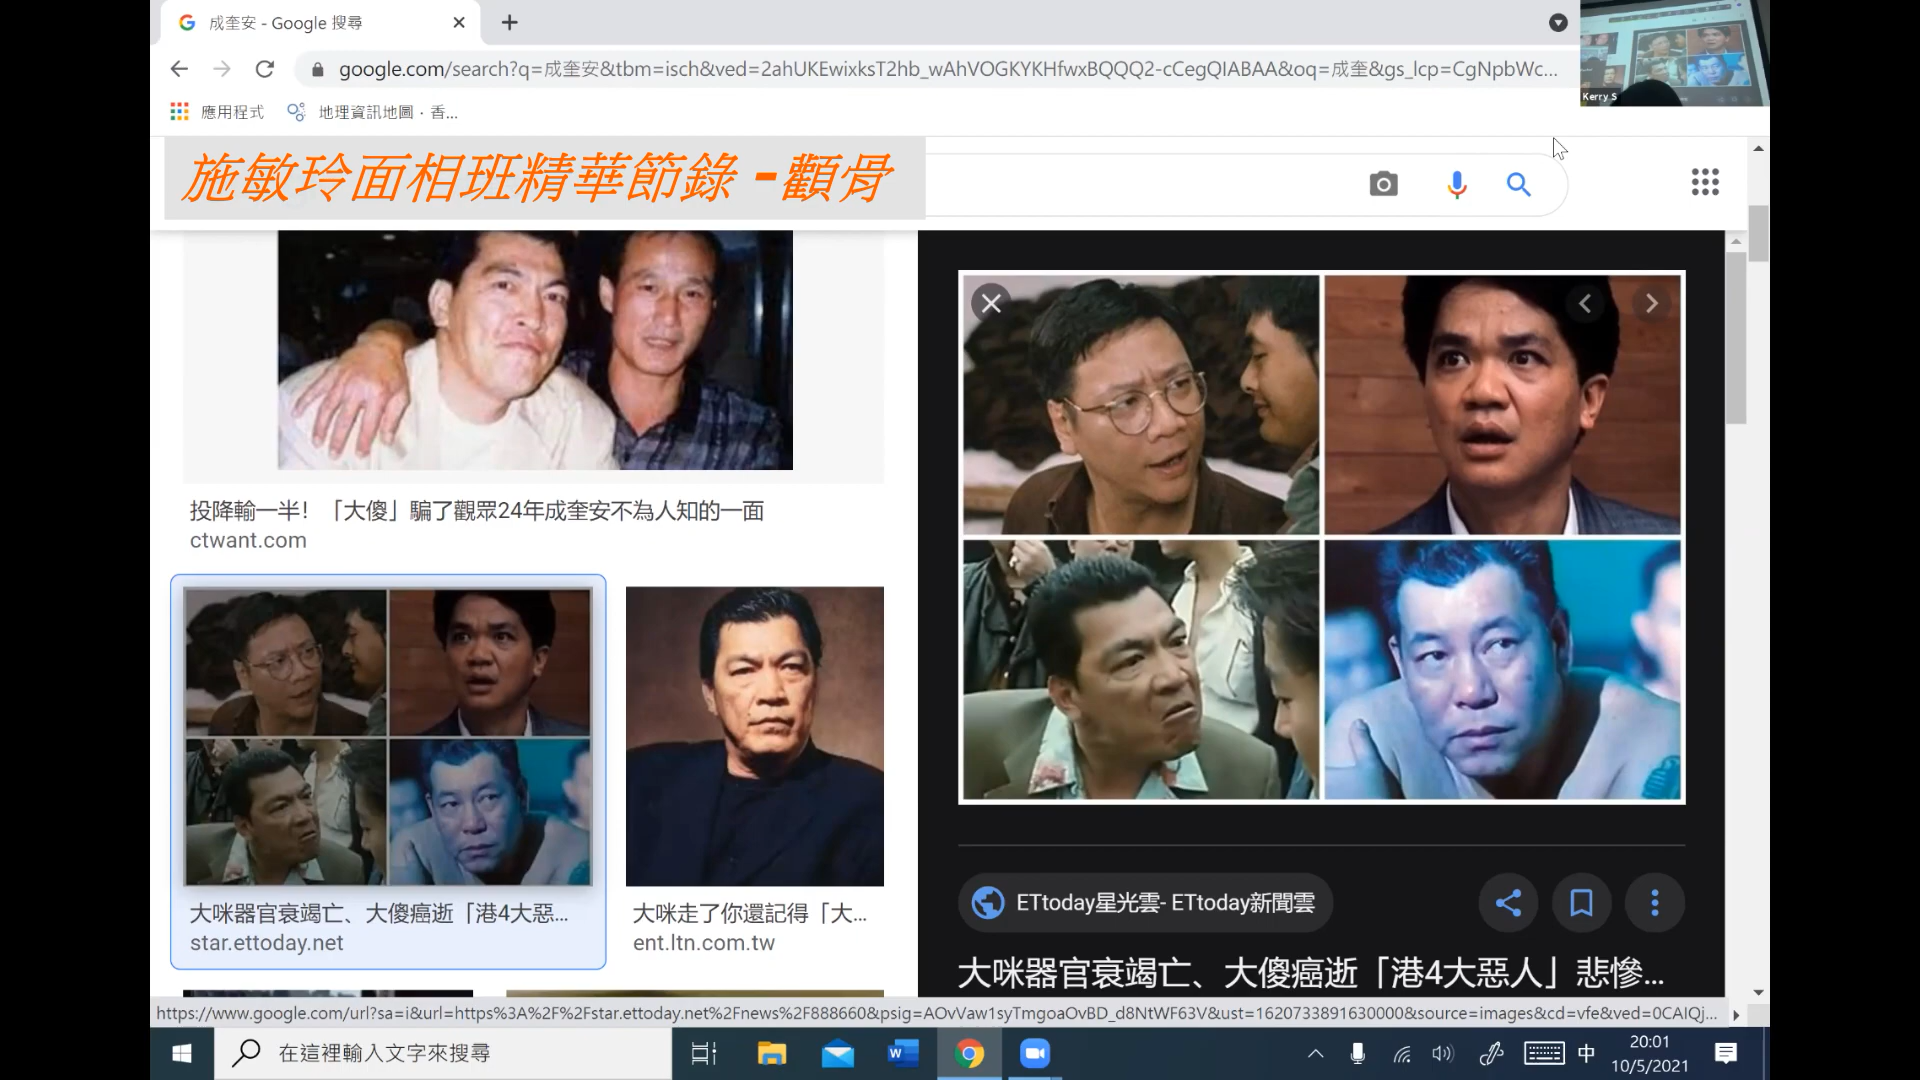 成奎安 - Google 搜尋
google.com/search?q=成奎安&tbm=isch&ved=2ahUKEwixksT2hb_wAhVOGKYKHfwxBQQQ2-cCegQIABAA&oq=成奎&gs_lcp=CgNpbWc...
Kerry S
應用程式
地理資訊地圖 · 香...
施敏玲面相班精華節錄 -顴骨
投降輸一半!「大傻」騙了觀眾24年成奎安不為人知的一面
ctwant.com
大咪器官衰竭亡、大傻癌逝「港4大惡...
star.ettoday.net
大咪走了你還記得「大...
ent.ltn.com.tw
ETtoday星光雲- ETtoday新聞雲
大咪器官衰竭亡、大傻癌逝「港4大惡人」悲慘...
https://www.google.com/url?sa=i&url=https%3A%2F%2Fstar.ettoday.net%2Fnews%2F888660&psig=AOvVaw1syTmgoaOvBD_d8NtWF63V&ust=1620733891630000&source=images&cd=vfe&ved=0CAIQj...
在這裡輸入文字來搜尋
中
20:01
10/5/2021